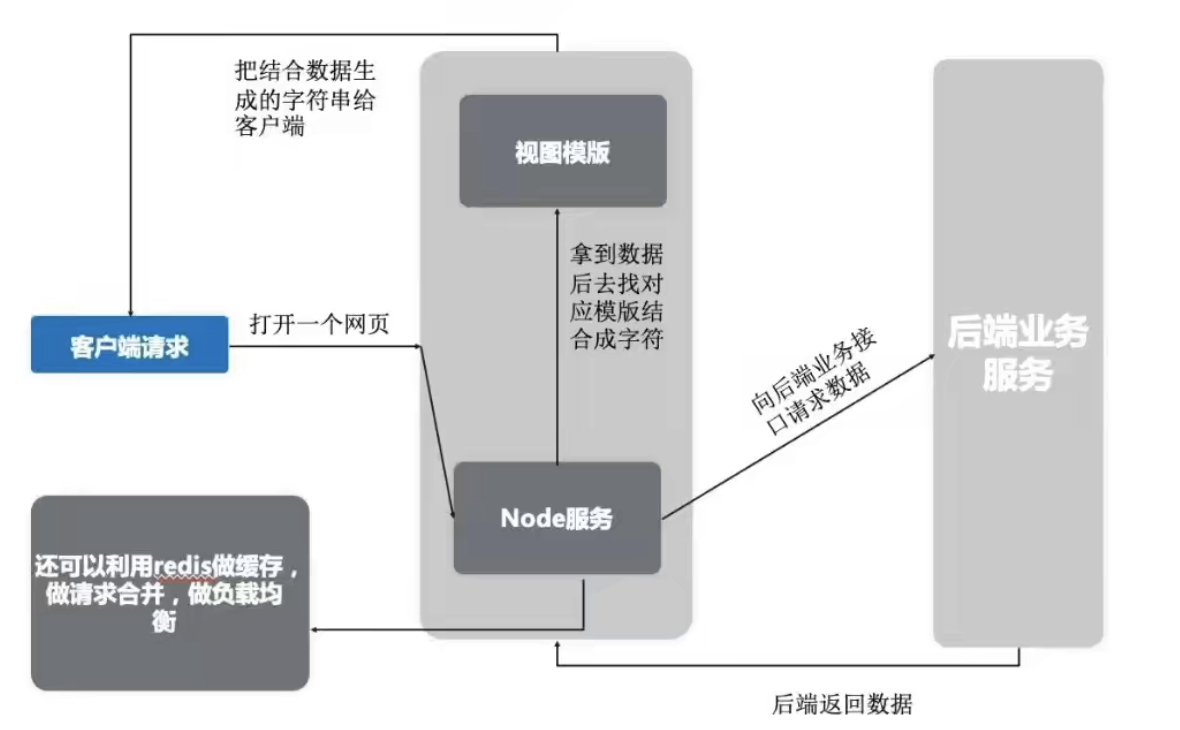 把结合数据生
成的字符串给
客户端
视图模版
拿到数据
后去找对
应模版结
合成字符
打开一个网页
客户端请求
向后端业务接
口请求数据
后端业务
服务
Node服务
还可以利用redis做缓存，
做请求合并，做负载均
衡
后端返回数据